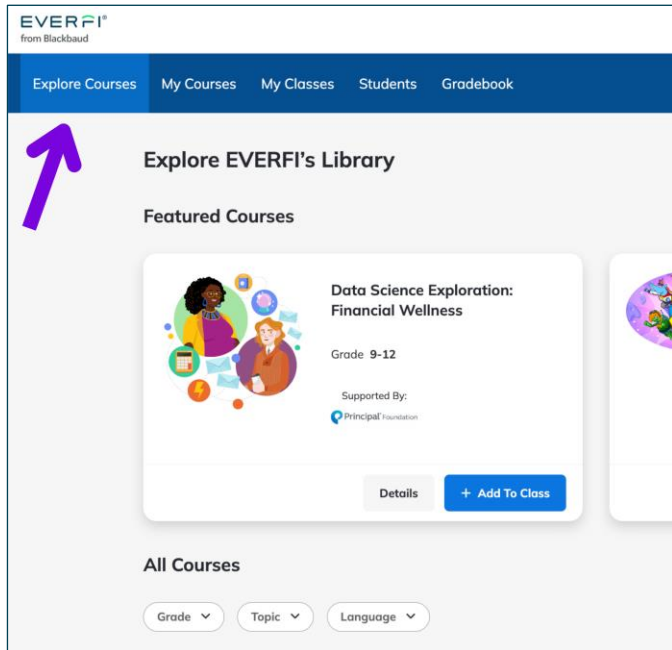 EVERFI®
from Blackbaud
Explore Courses My Courses My Classes Students Gradebook
Explore EVERFI's Library
Featured Courses
Data Science Exploration:
Financial Wellness
Grade 9-12
Supported By:
Principal Foundation
Details + Add To Class
All Courses
Grade Topic Language